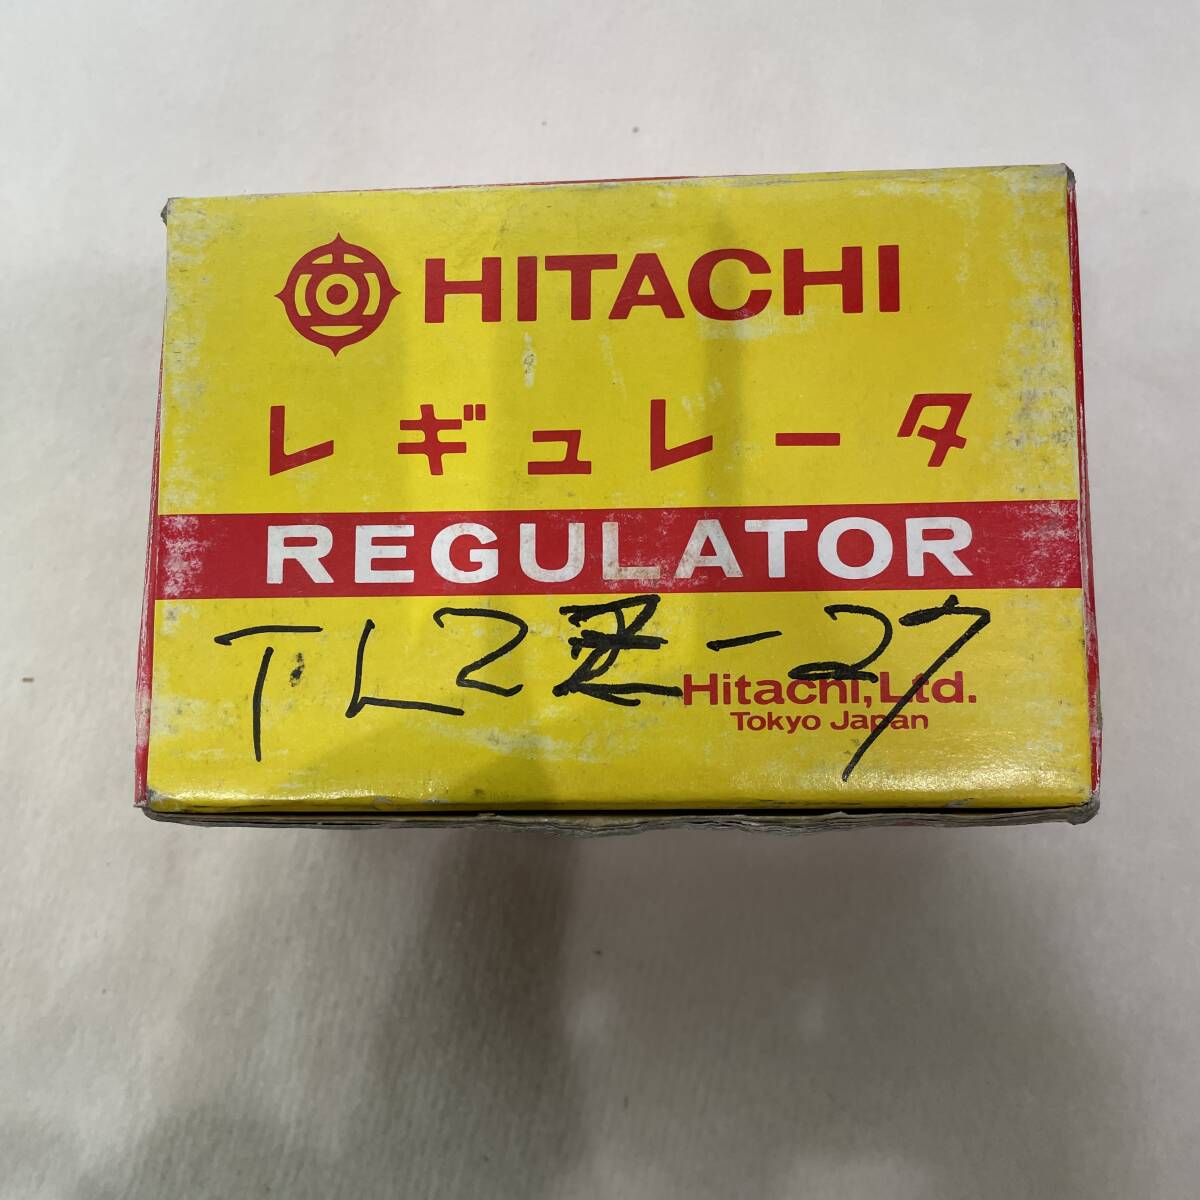 HITACHI
レギュレータ
REGULATOR
TL2Z-27
Hitachi, Ltd.
Tokyo Japan